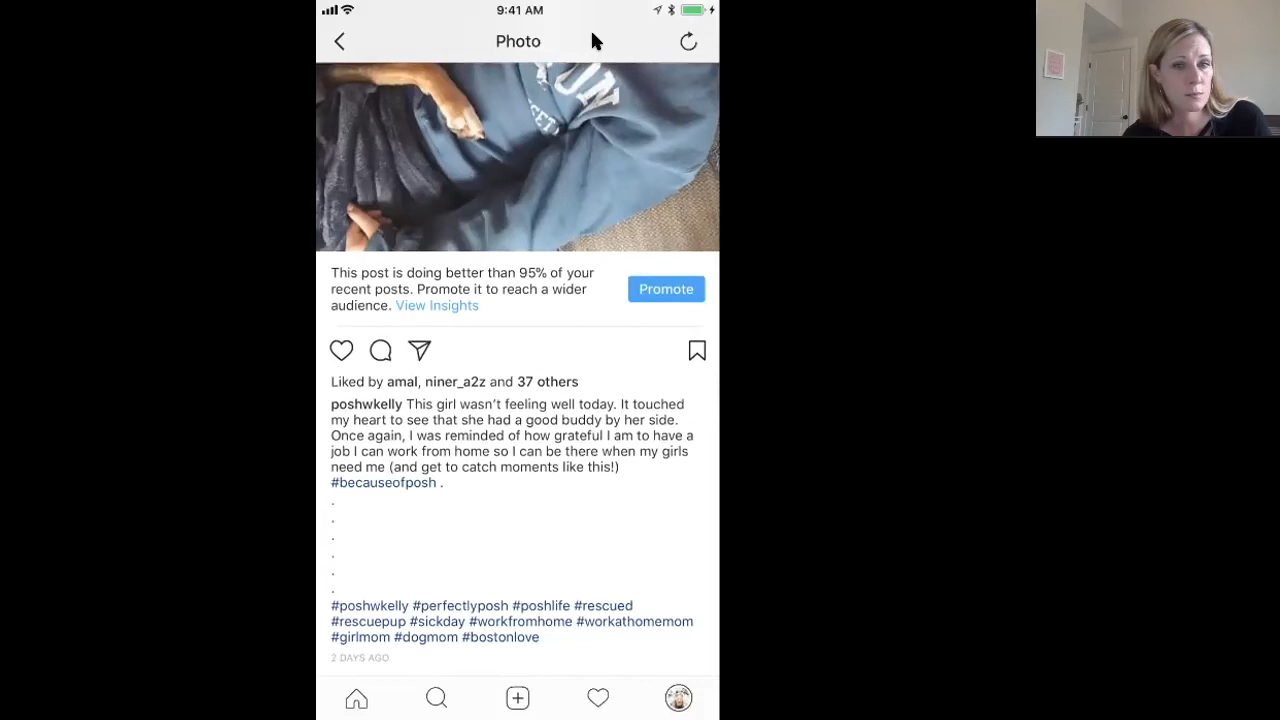 9:41 AM
Photo
UN
This post is doing better than 95% of your
recent posts. Promote it to reach a wider
audience. View Insights
Promote
Liked by amal, niner_a2z and 37 others
poshwkelly This girl wasn't feeling well today. It touched
my heart to see that she had a good buddy by her side.
Once again, I was reminded of how grateful I am to have a
job I can work from home so I can be there when my girls
need me (and get to catch moments like this!)
#becauseofposh .
.
.
.
.
.
.
#poshwkelly #perfectlyposh #poshlife #rescued
#rescuepup #sickday #workfromhome #workathomemom
#girlmom #dogmom #bostonlove
2 DAYS AGO